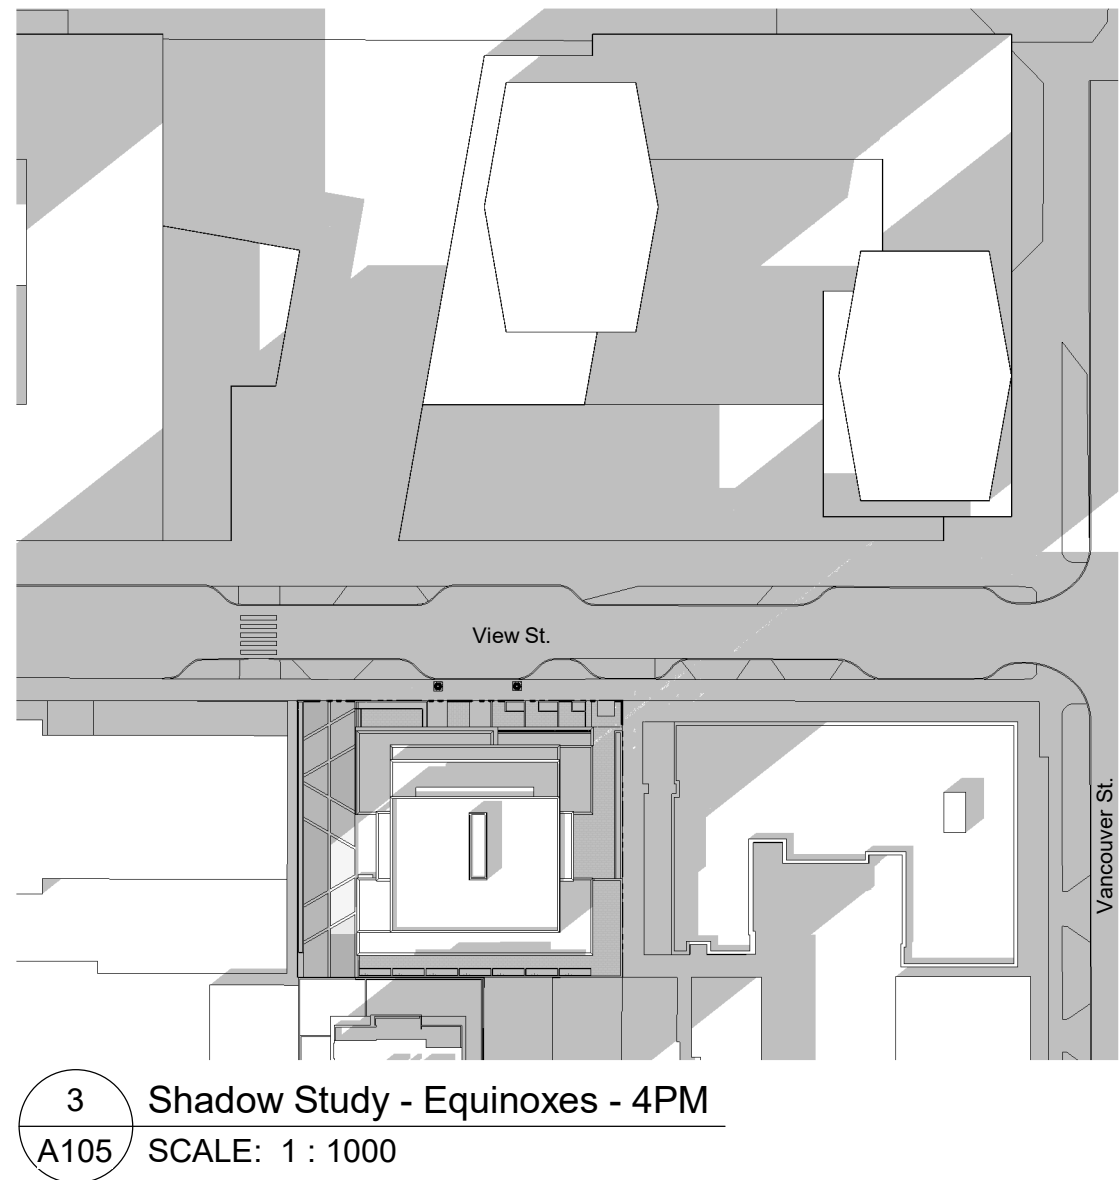 View St.
Vancouver St.
3
A105
Shadow Study - Equinoxes - 4PM
SCALE: 1 : 1000